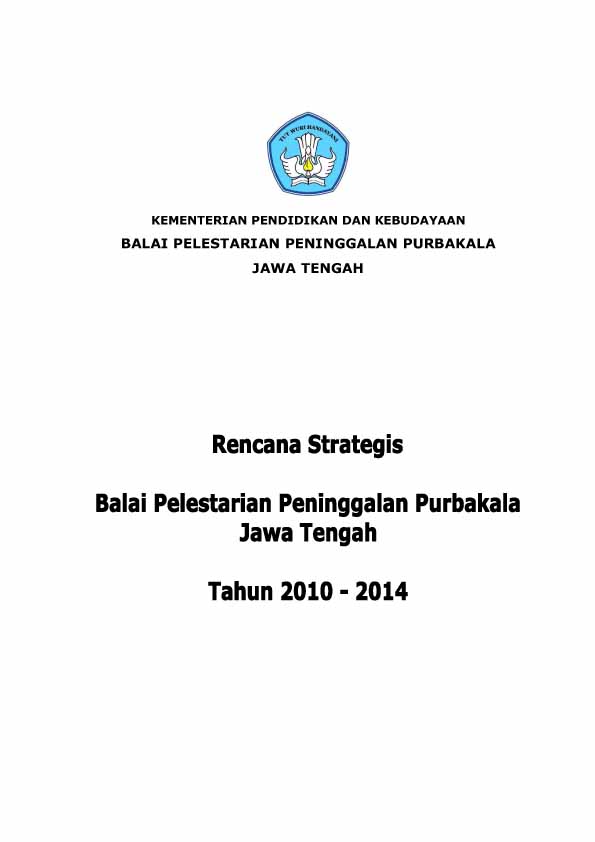 TUT WURI HANDAYANI
KEMENTERIAN PENDIDIKAN DAN KEBUDAYAAN
BALAI PELESTARIAN PENINGGALAN PURBAKALA
JAWA TENGAH
Rencana Strategis
Balai Pelestarian Peninggalan Purbakala
Jawa Tengah
Tahun 2010 - 2014